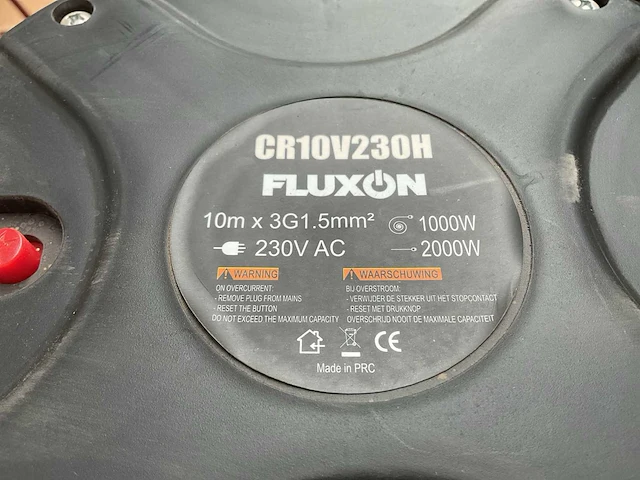 CR10V230H
FLUXON
10m x 3G1.5mm² 1000W
230V AC 2000W
WARNING
ON OVERCURRENT:
- REMOVE PLUG FROM MAINS
- RESET THE BUTTON
DO NOT EXCEED THE MAXIMUM CAPACITY
WAARSCHUWING
BIJ OVERSTROOM:
- VERWIJDER DE STEKKER UIT HET STOPCONTACT
- RESET MET DRUKKNOP
OVERSCHRIJD NOOIT DE MAXIMALE CAPACITEIT
CE
Made in PRC